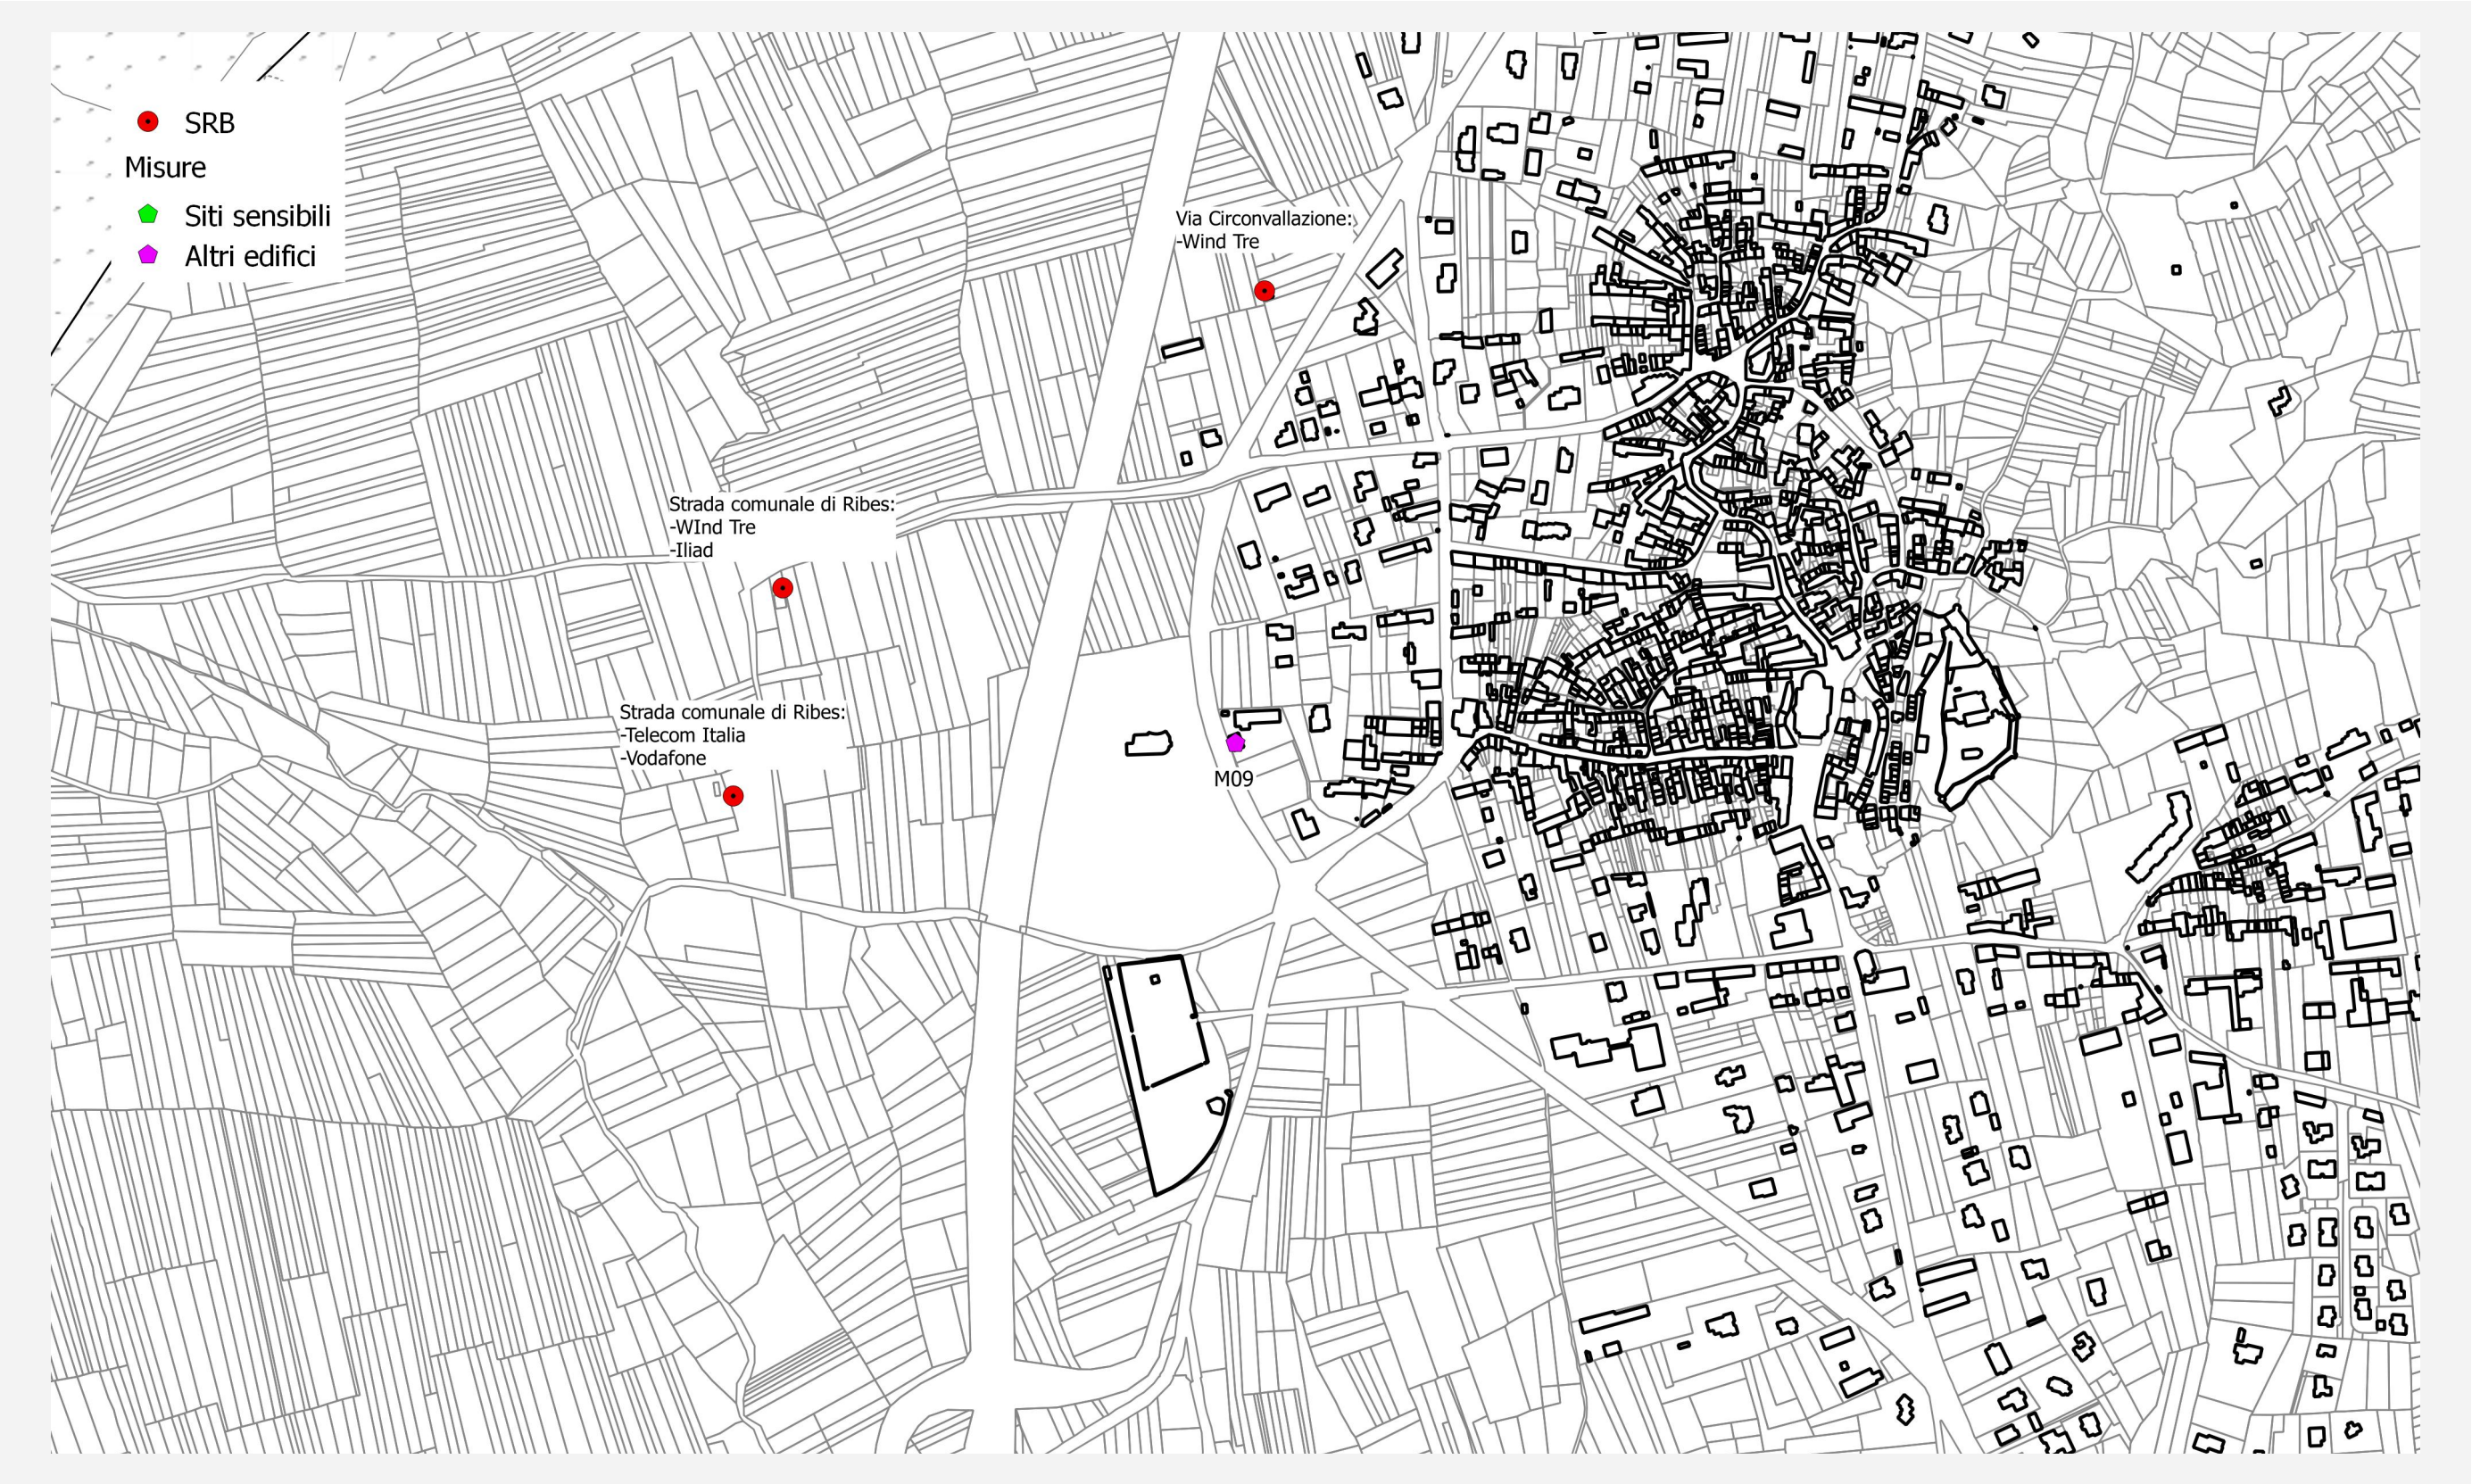 SRB
Misure
Siti sensibili
Altri edifici
Via Circonvallazione:
-Wind Tre
Strada comunale di Ribes:
-WInd Tre
-Iliad
Strada comunale di Ribes:
-Telecom Italia
-Vodafone
M09